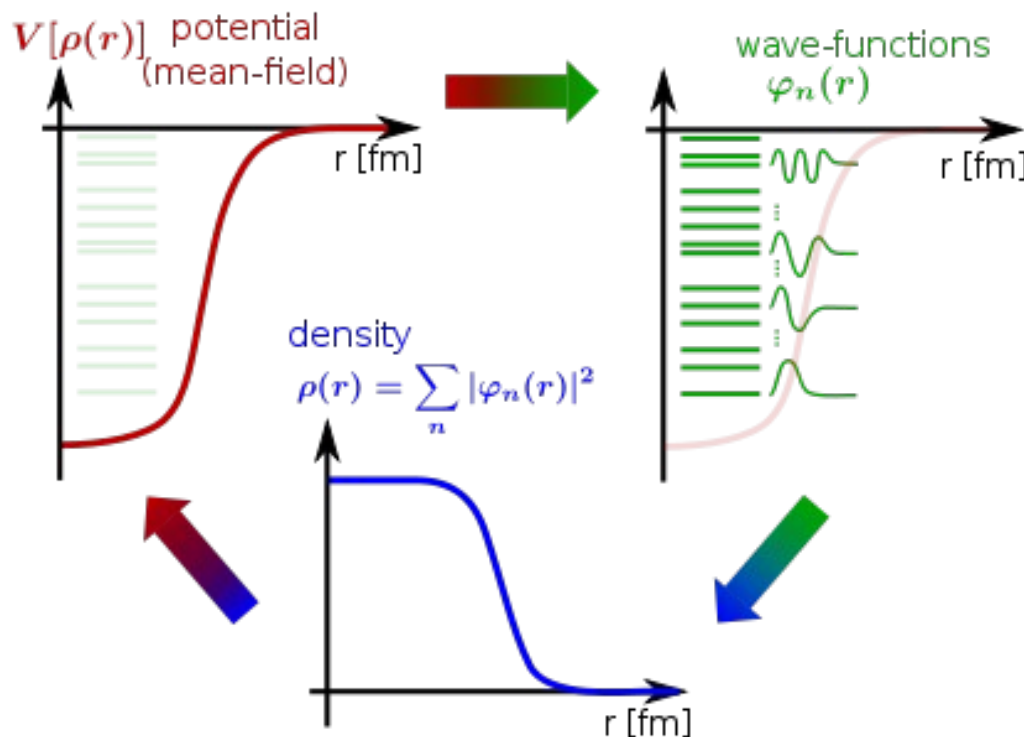 V[ρ(r)] potential
(mean-field)
r [fm]
wave-functions
φₙ(r)
r [fm]
density
ρ(r) = ∑ₙ |φₙ(r)|²
r [fm]